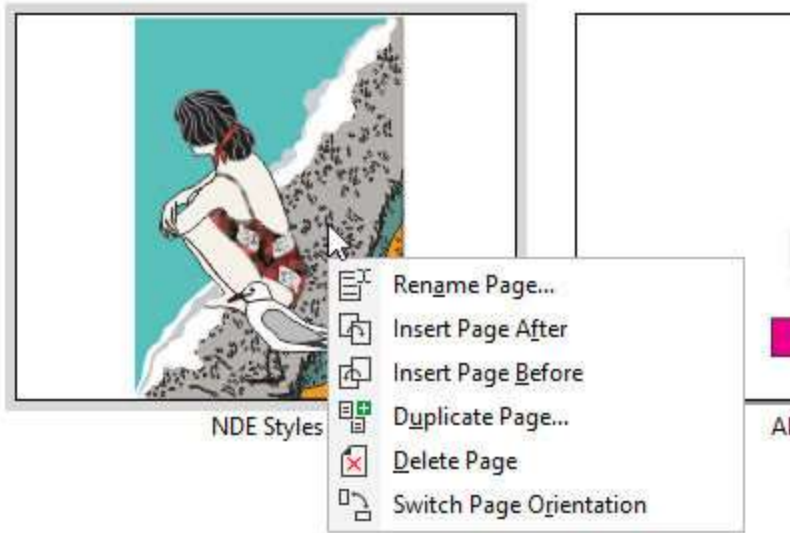 Rename Page...
Insert Page After
Insert Page Before
Duplicate Page...
Delete Page
Switch Page Orientation
NDE Styles